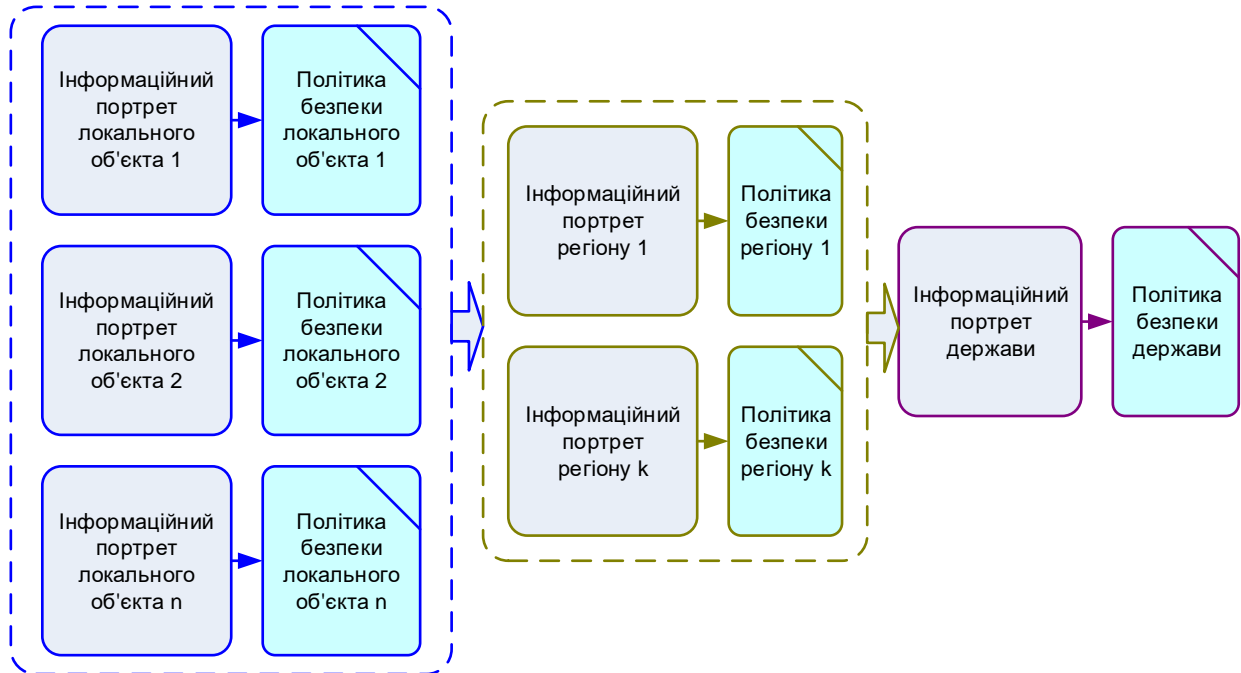 Інформаційний
портрет
локального
об'єкта 1
Політика
безпеки
локального
об'єкта 1
Інформаційний
портрет
локального
об'єкта 2
Політика
безпеки
локального
об'єкта 2
Інформаційний
портрет
локального
об'єкта n
Політика
безпеки
локального
об'єкта n
Інформаційний
портрет
регіону 1
Політика
безпеки
регіону 1
Інформаційний
портрет
регіону k
Політика
безпеки
регіону k
Інформаційний
портрет
держави
Політика
безпеки
держави